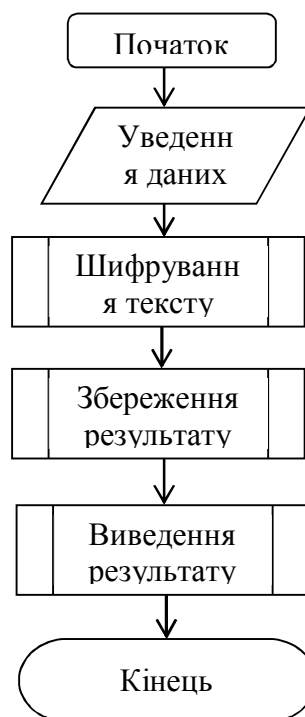 Початок
Уведенн
я даних
Шифруванн
я тексту
Збереження
результату
Виведення
результату
Кінець